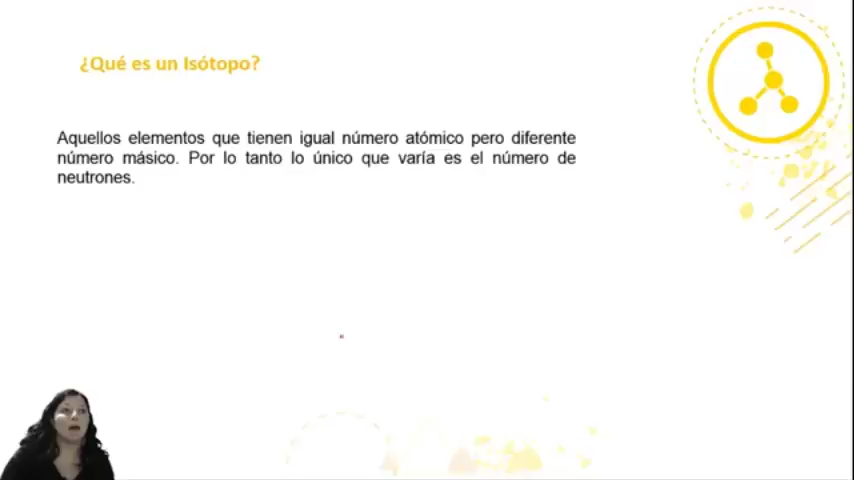 ¿Qué es un Isótopo?
Aquellos elementos que tienen igual número atómico pero diferente
número másico. Por lo tanto lo único que varía es el número de
neutrones.